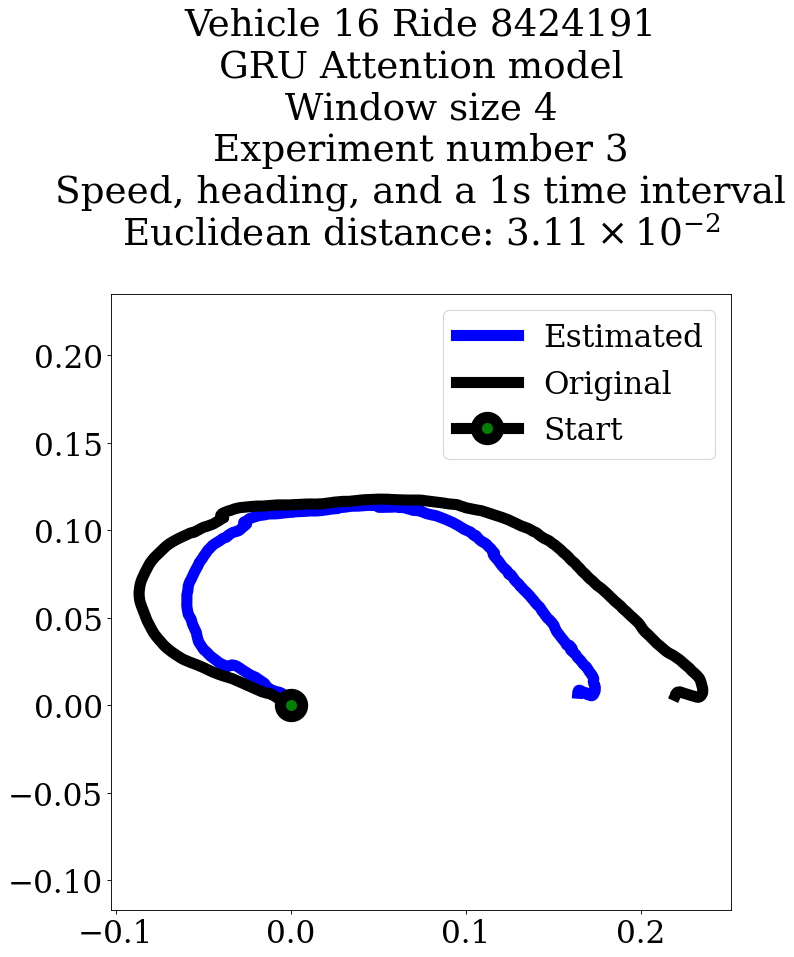 Vehicle 16 Ride 8424191
GRU Attention model
Window size 4
Experiment number 3
Speed, heading, and a 1s time interval
Euclidean distance: 3.11 × 10⁻²
Estimated
Original
Start
0.20
0.15
0.10
0.05
0.00
−0.05
−0.10
−0.1 0.0 0.1 0.2